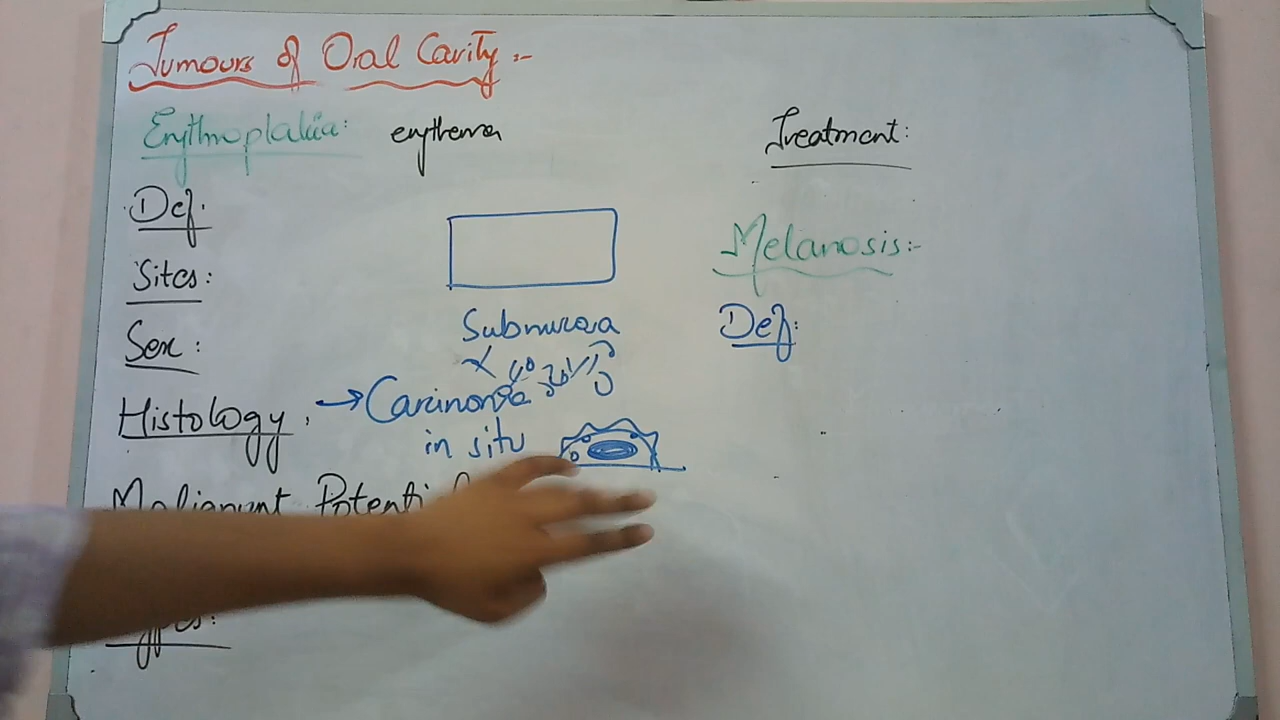 Tumours of Oral Cavity :-
Erythroplakia: erythema
Def.
Sites:
Sex:
Histology. → Carcinoma
in situ
Submucosa
Malignant Potenti
Treatment:
Melanosis:-
Def: